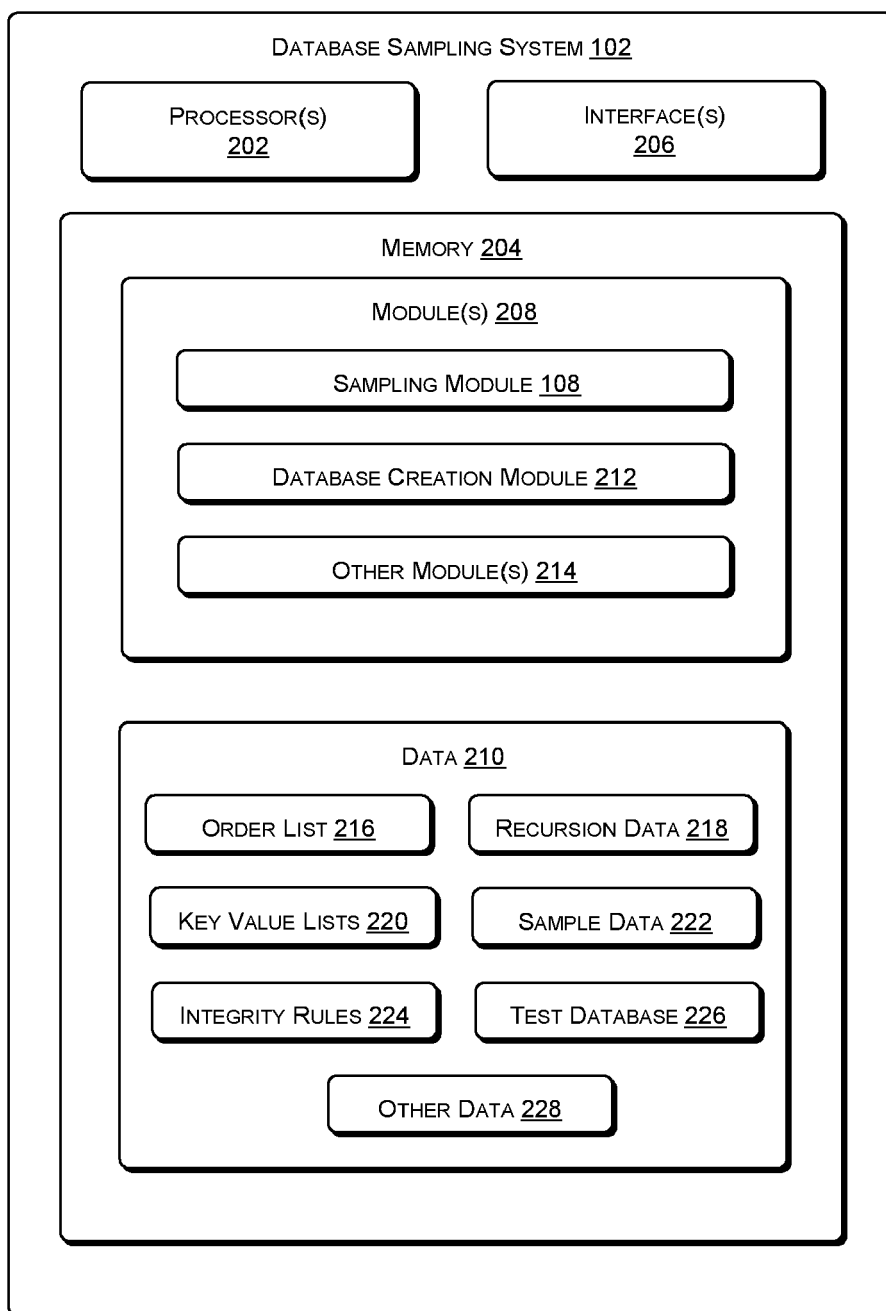 DATABASE SAMPLING SYSTEM 102
PROCESSOR(S)
202
INTERFACE(S)
206
MEMORY 204
MODULE(S) 208
SAMPLING MODULE 108
DATABASE CREATION MODULE 212
OTHER MODULE(S) 214
DATA 210
ORDER LIST 216
RECURSION DATA 218
KEY VALUE LISTS 220
SAMPLE DATA 222
INTEGRITY RULES 224
TEST DATABASE 226
OTHER DATA 228